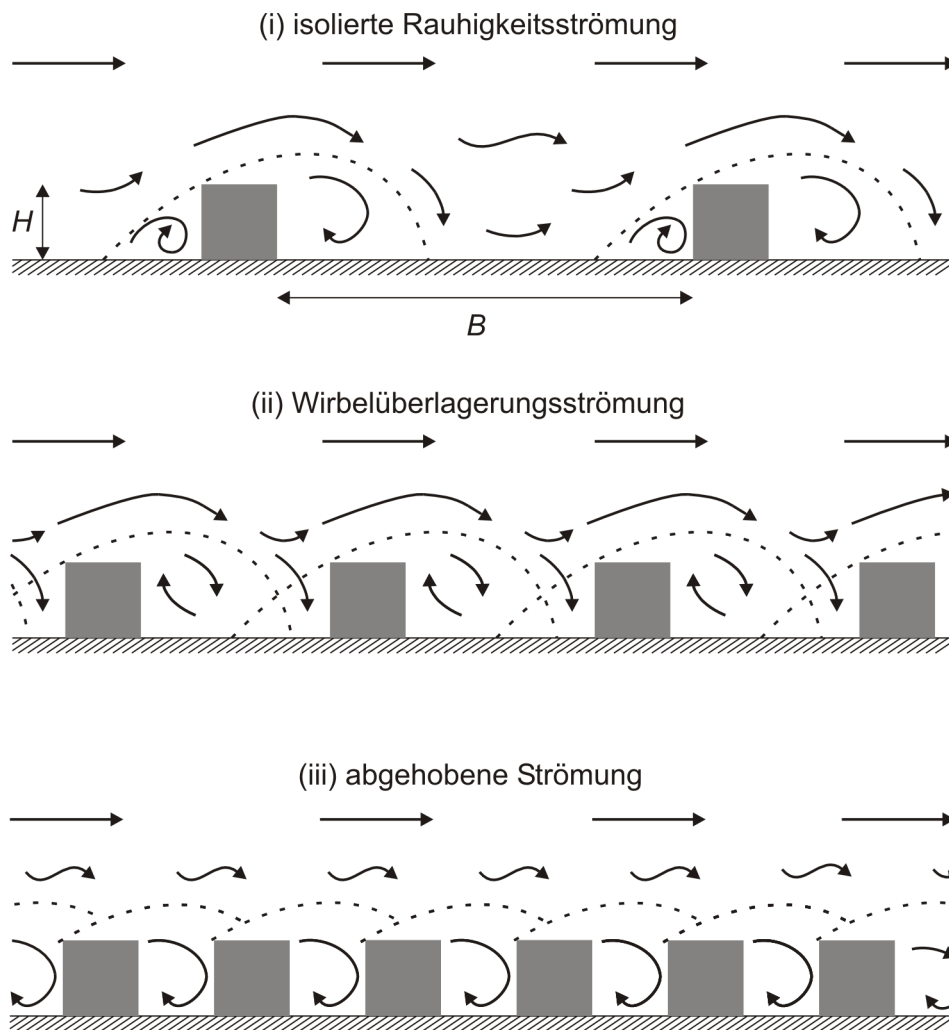 (i) isolierte Rauhigkeitsströmung
H
B
(ii) Wirbelüberlagerungsströmung
(iii) abgehobene Strömung